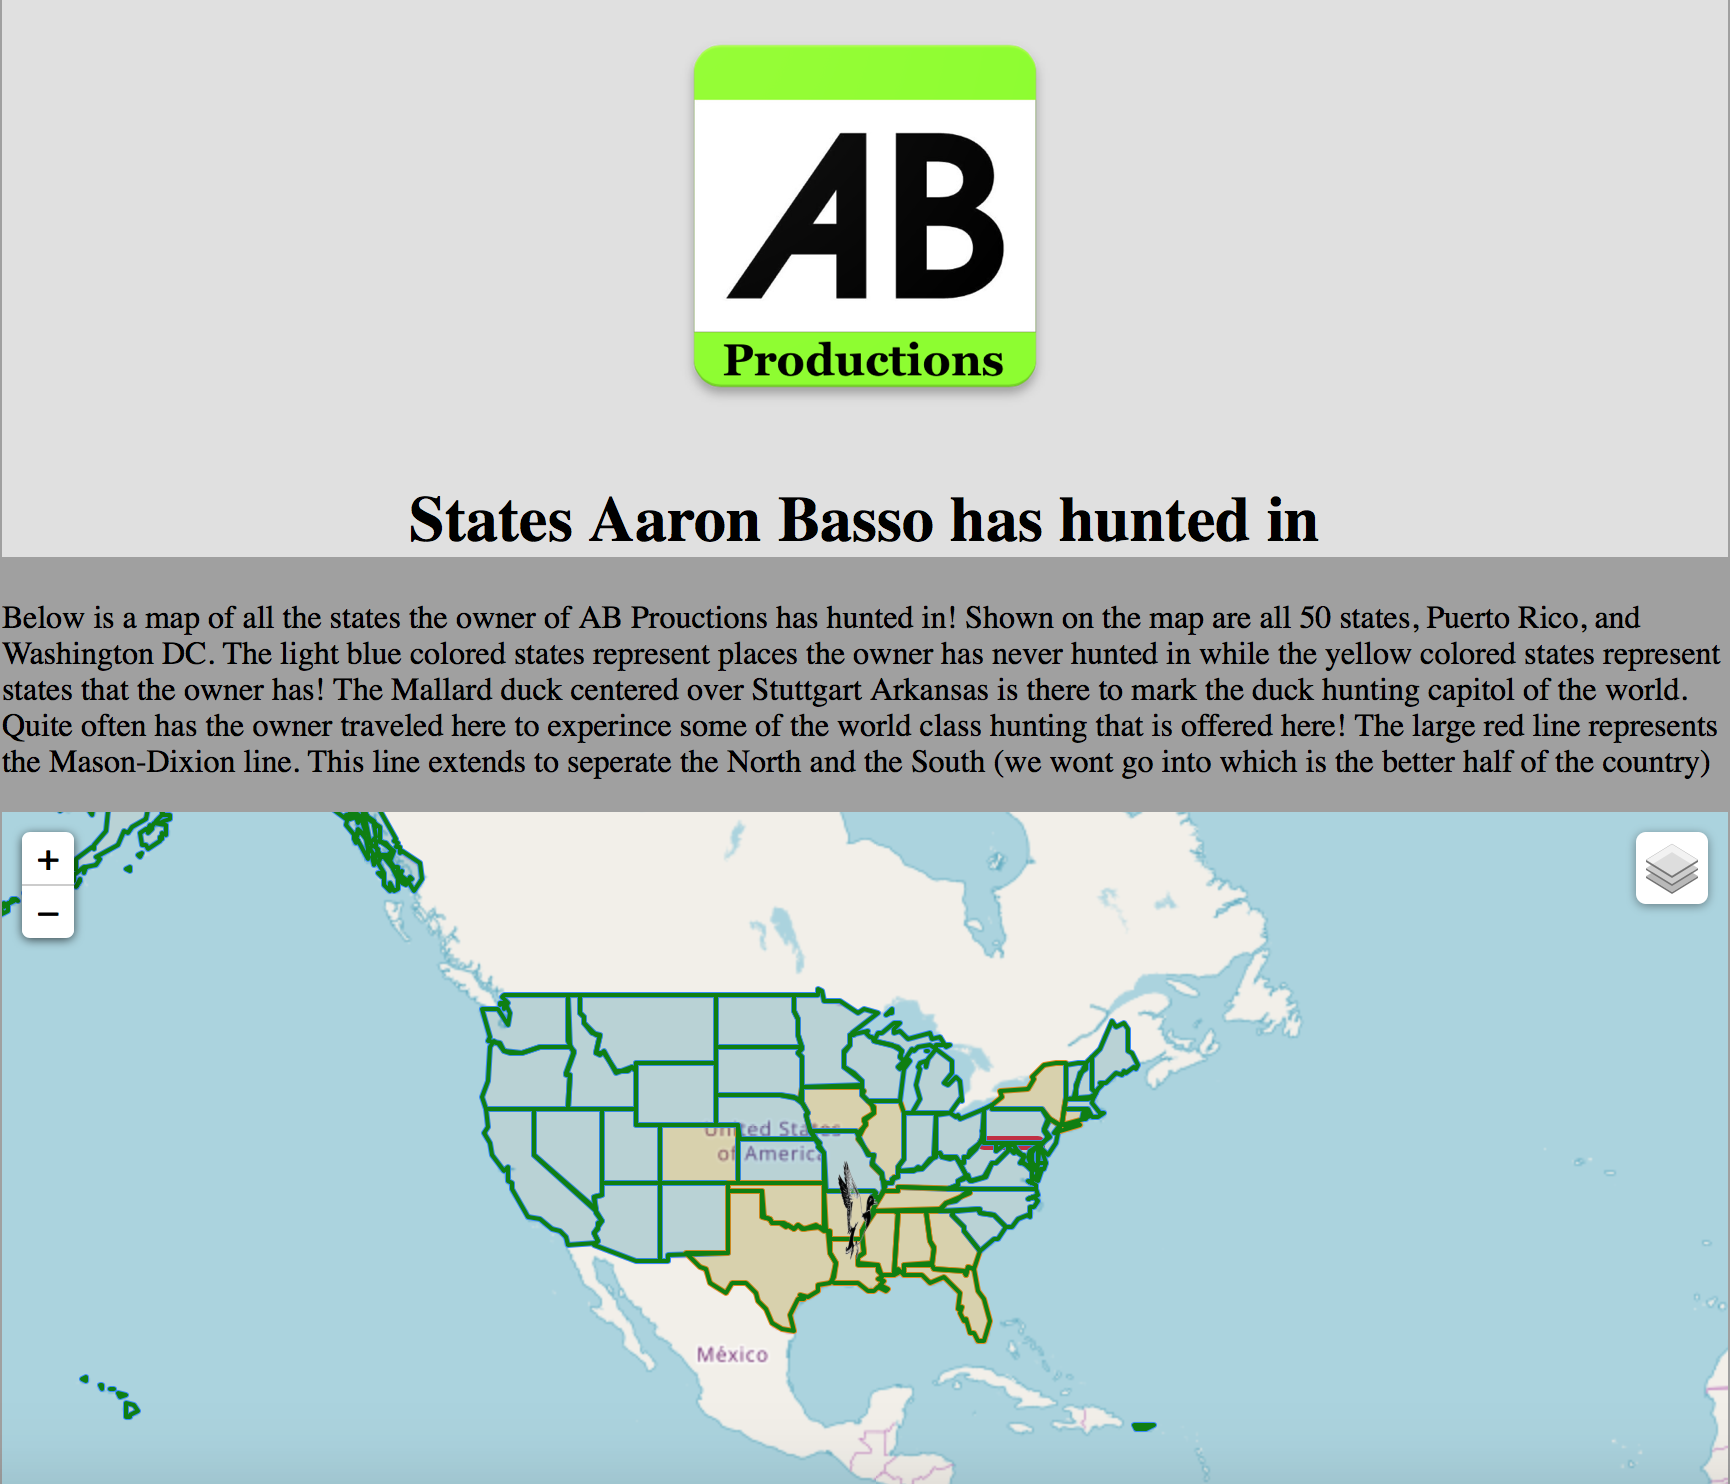 AB
Productions
States Aaron Basso has hunted in
Below is a map of all the states the owner of AB Prouctions has hunted in! Shown on the map are all 50 states, Puerto Rico, and
Washington DC. The light blue colored states represent places the owner has never hunted in while the yellow colored states represent
states that the owner has! The Mallard duck centered over Stuttgart Arkansas is there to mark the duck hunting capitol of the world.
Quite often has the owner traveled here to experince some of the world class hunting that is offered here! The large red line represents
the Mason-Dixion line. This line extends to seperate the North and the South (we wont go into which is the better half of the country)
+
−
United States
of America
México